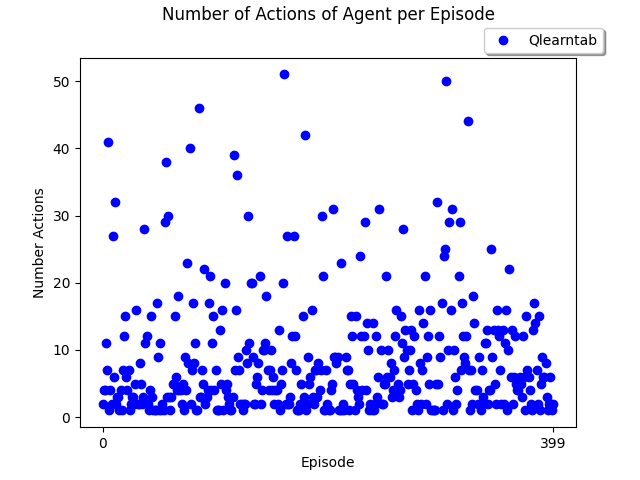 Number of Actions of Agent per Episode
Qlearntab
50
40
30
20
10
0
Number Actions
0 399
Episode